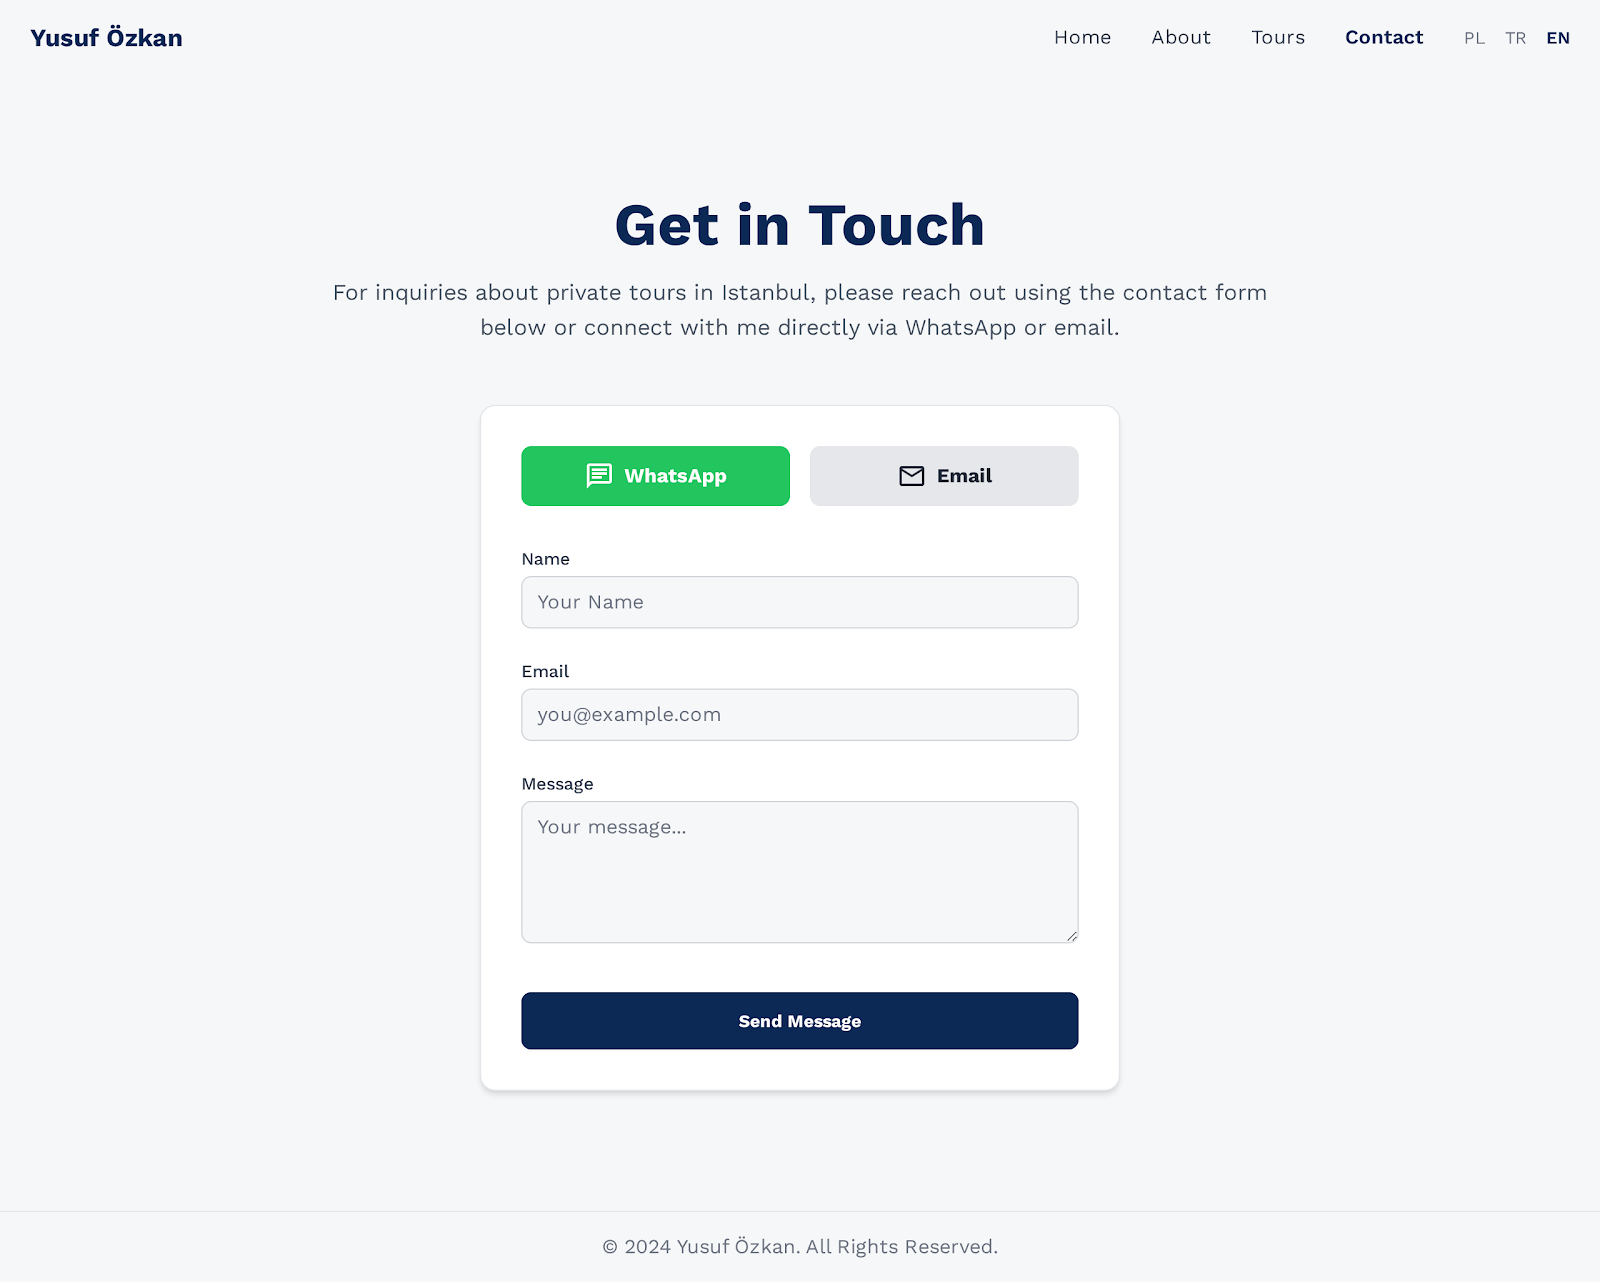 Yusuf Özkan
Home About Tours Contact PL TR EN
Get in Touch
For inquiries about private tours in Istanbul, please reach out using the contact form
below or connect with me directly via WhatsApp or email.
WhatsApp Email
Name
Your Name
Email
you@example.com
Message
Your message...
Send Message
© 2024 Yusuf Özkan. All Rights Reserved.